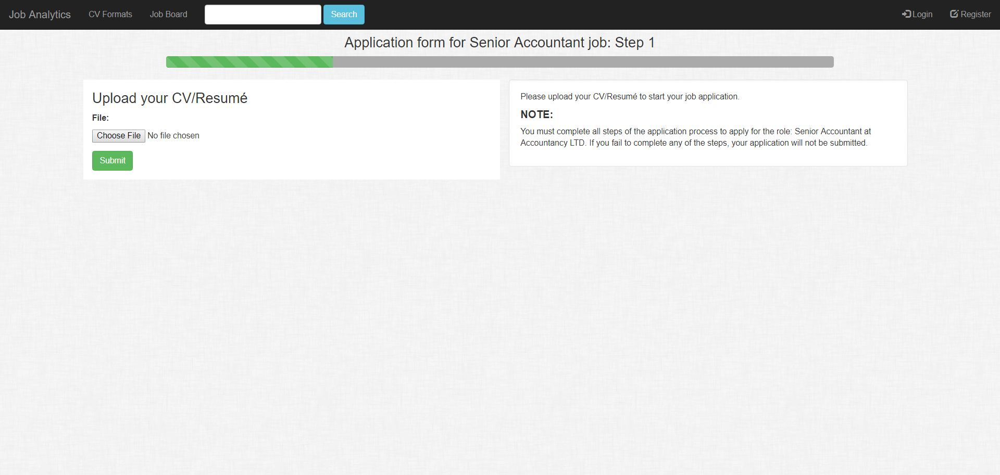 Job Analytics CV Formats Job Board Search Login Register
Application form for Senior Accountant job: Step 1
Upload your CV/Resumé
File:
Choose File No file chosen
Submit
Please upload your CV/Resumé to start your job application.
NOTE:
You must complete all steps of the application process to apply for the role: Senior Accountant at
Accountancy LTD. If you fail to complete any of the steps, your application will not be submitted.